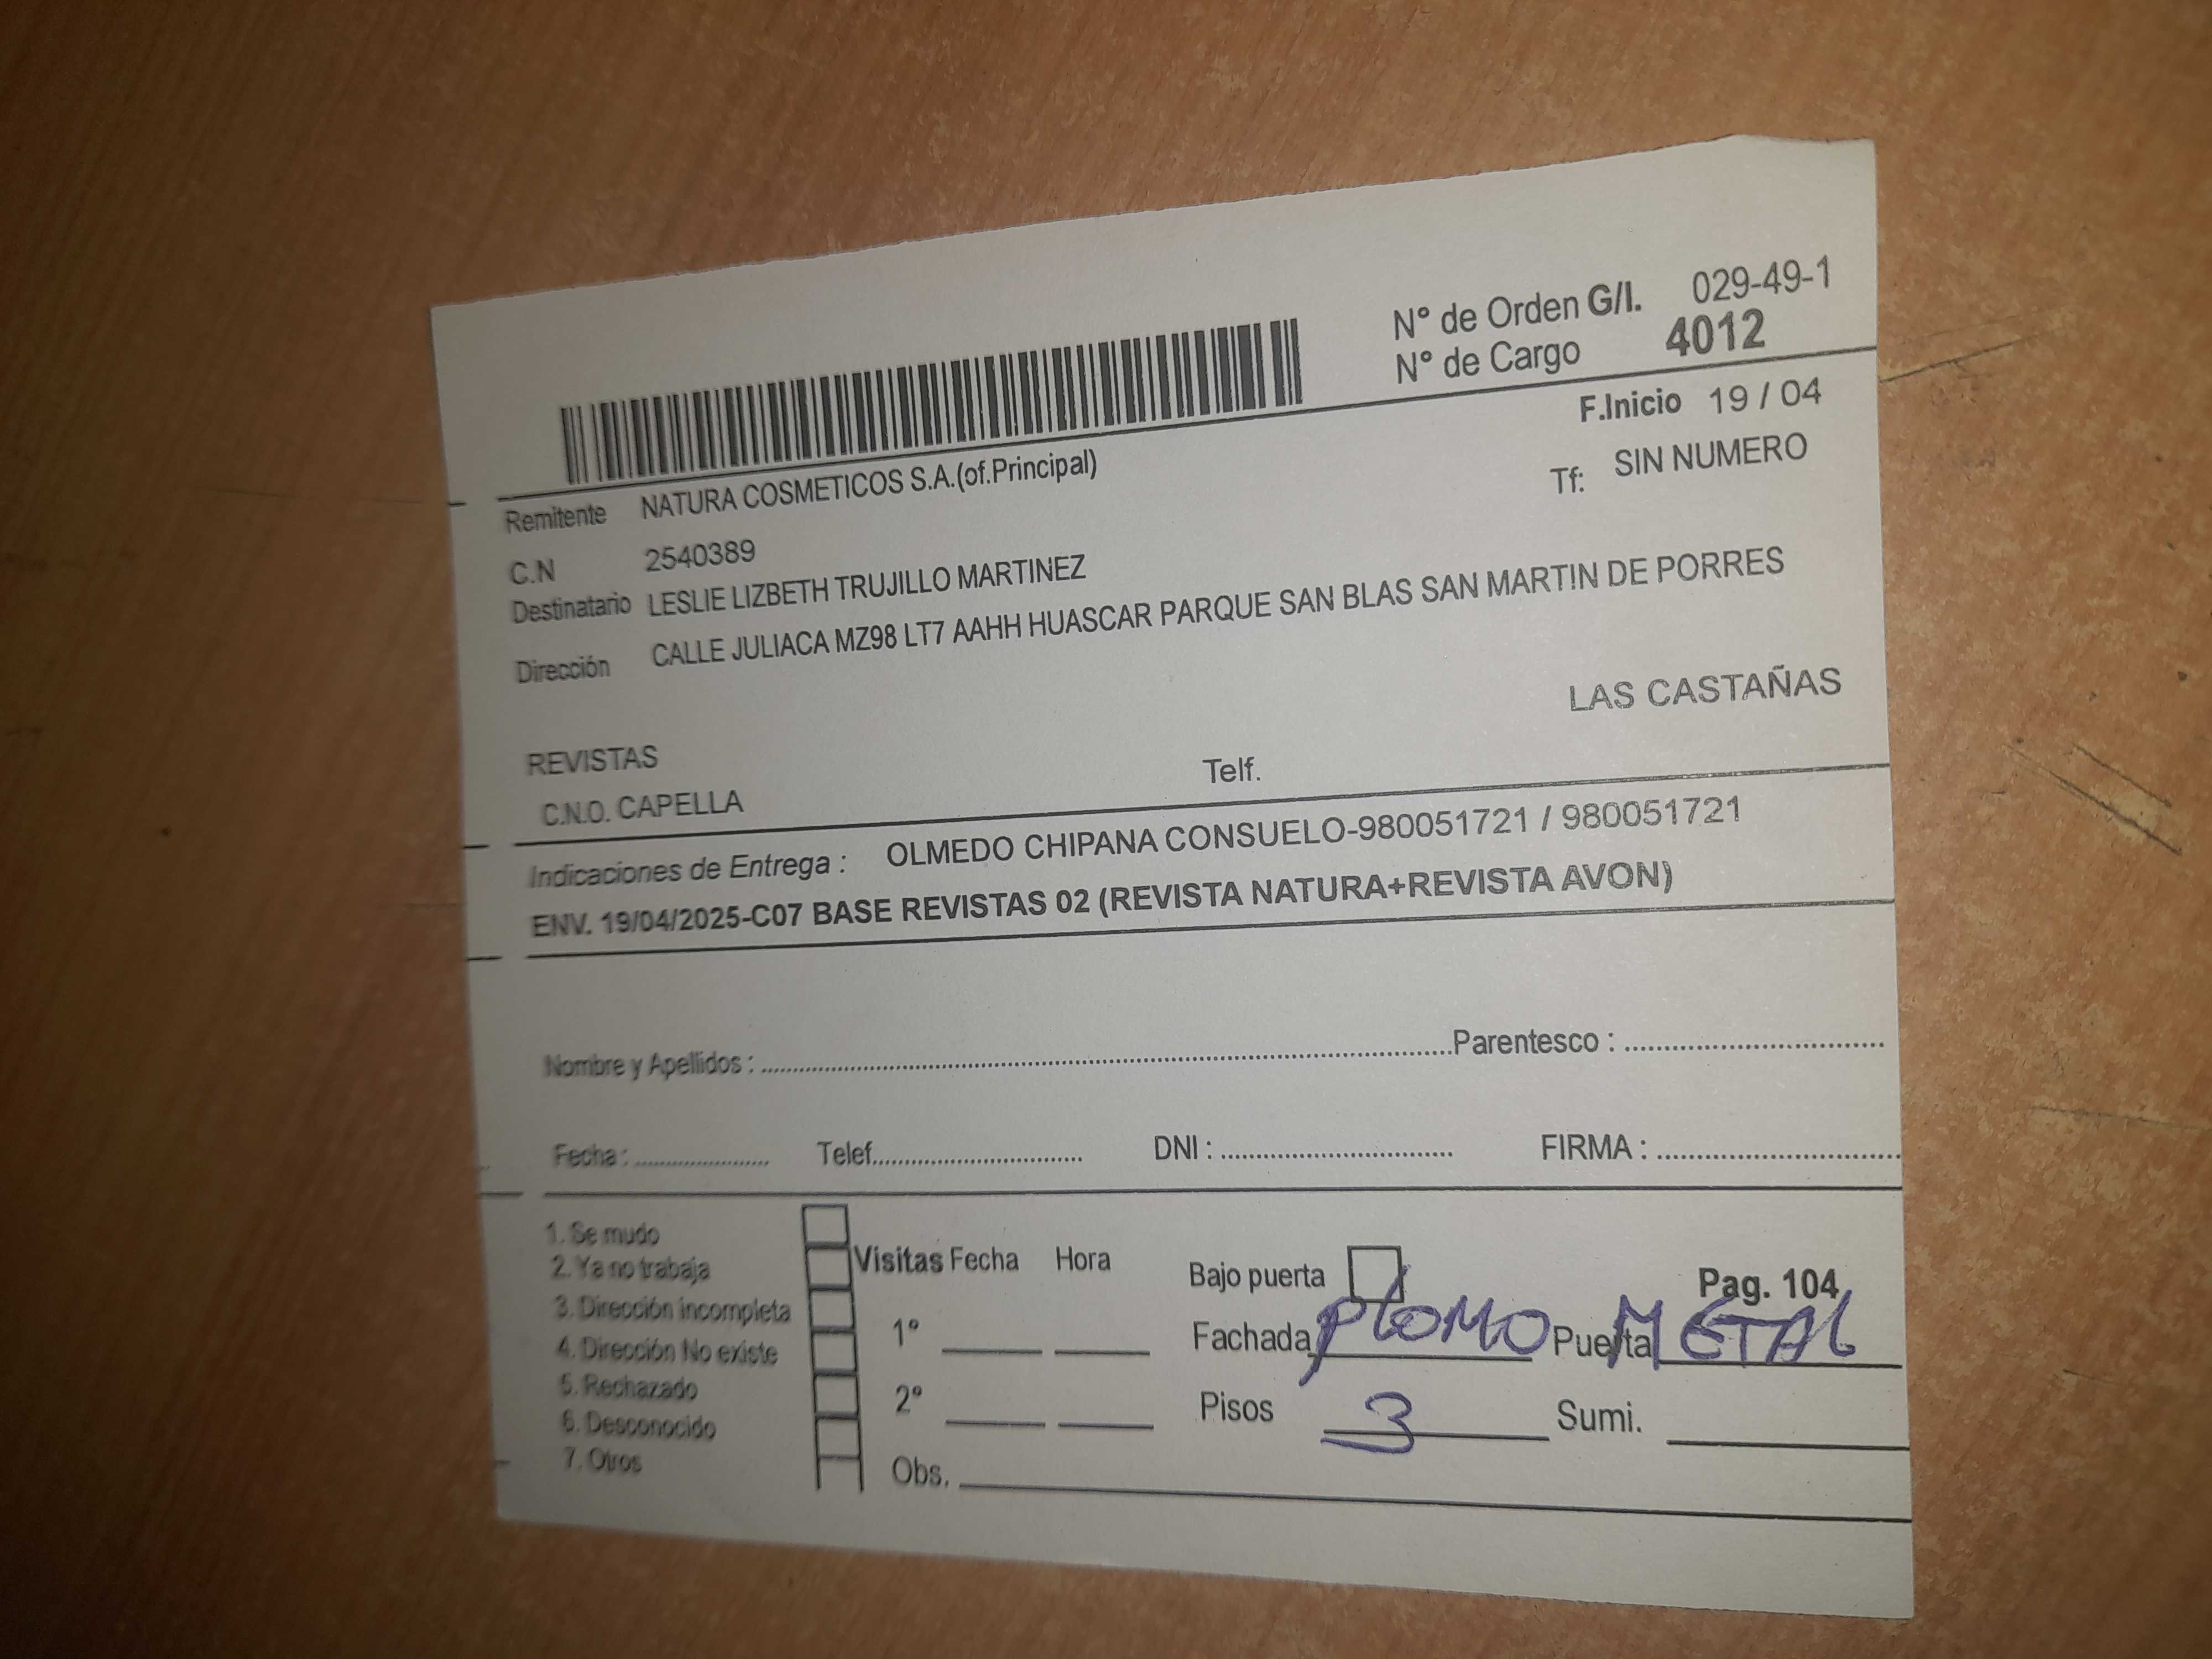 N° de Orden G/I. 029-49-1
N° de Cargo 4012
F.Inicio 19 / 04
Remitente NATURA COSMETICOS S.A.(of.Principal)
Tf: SIN NUMERO
C.N 2540389
Destinatario LESLIE LIZBETH TRUJILLO MARTINEZ
Dirección CALLE JULIACA MZ98 LT7 AAHH HUASCAR PARQUE SAN BLAS SAN MARTIN DE PORRES
LAS CASTAÑAS
REVISTAS
C.N.O. CAPELLA Telf.
Indicaciones de Entrega : OLMEDO CHIPANA CONSUELO-980051721 / 980051721
ENV. 19/04/2025-C07 BASE REVISTAS 02 (REVISTA NATURA+REVISTA AVON)
Nombre y Apellidos : Parentesco :
Fecha : Telef. DNI : FIRMA :
1. Se mudo
2. Ya no trabaja
3. Dirección incompleta
4. Dirección No existe
5. Rechazado
6. Desconocido
7. Otros
Visitas Fecha Hora
1º
2º
Obs.
Bajo puerta Pag. 104
Fachada PLOMO Puerta METAL
Pisos 3 Sumi.